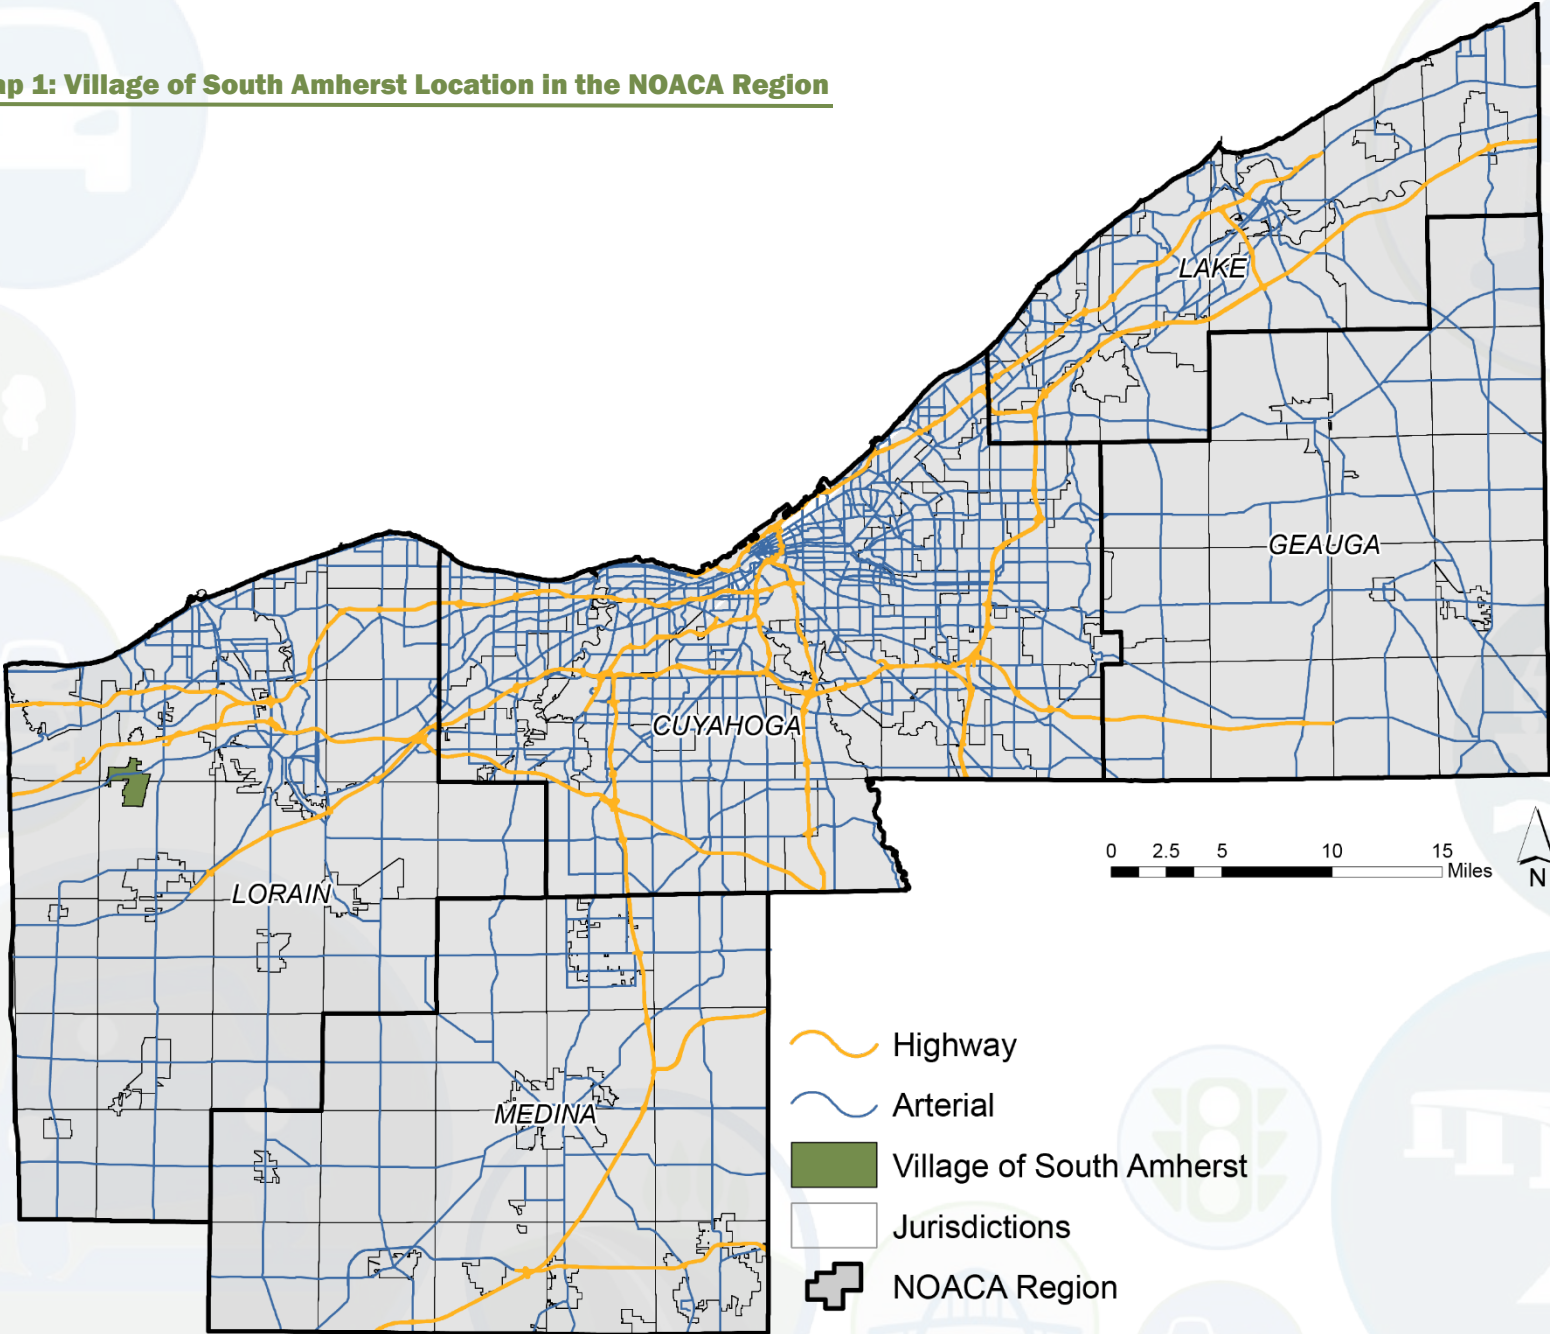 ap 1: Village of South Amherst Location in the NOACA Region
LAKE
GEAUGA
CUYAHOGA
LORAIN
MEDINA
0 2.5 5 10 15
Miles
N
Highway
Arterial
Village of South Amherst
Jurisdictions
NOACA Region